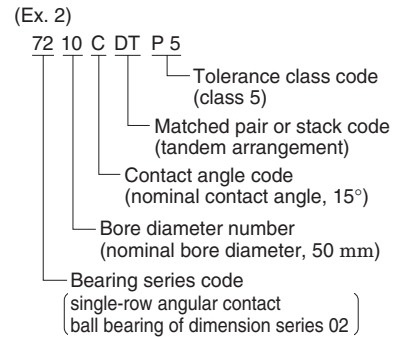 (Ex. 2)
72 10 C DT P 5
Tolerance class code
(class 5)
Matched pair or stack code
(tandem arrangement)
Contact angle code
(nominal contact angle, 15°)
Bore diameter number
(nominal bore diameter, 50 mm)
Bearing series code
(single-row angular contact
ball bearing of dimension series 02)